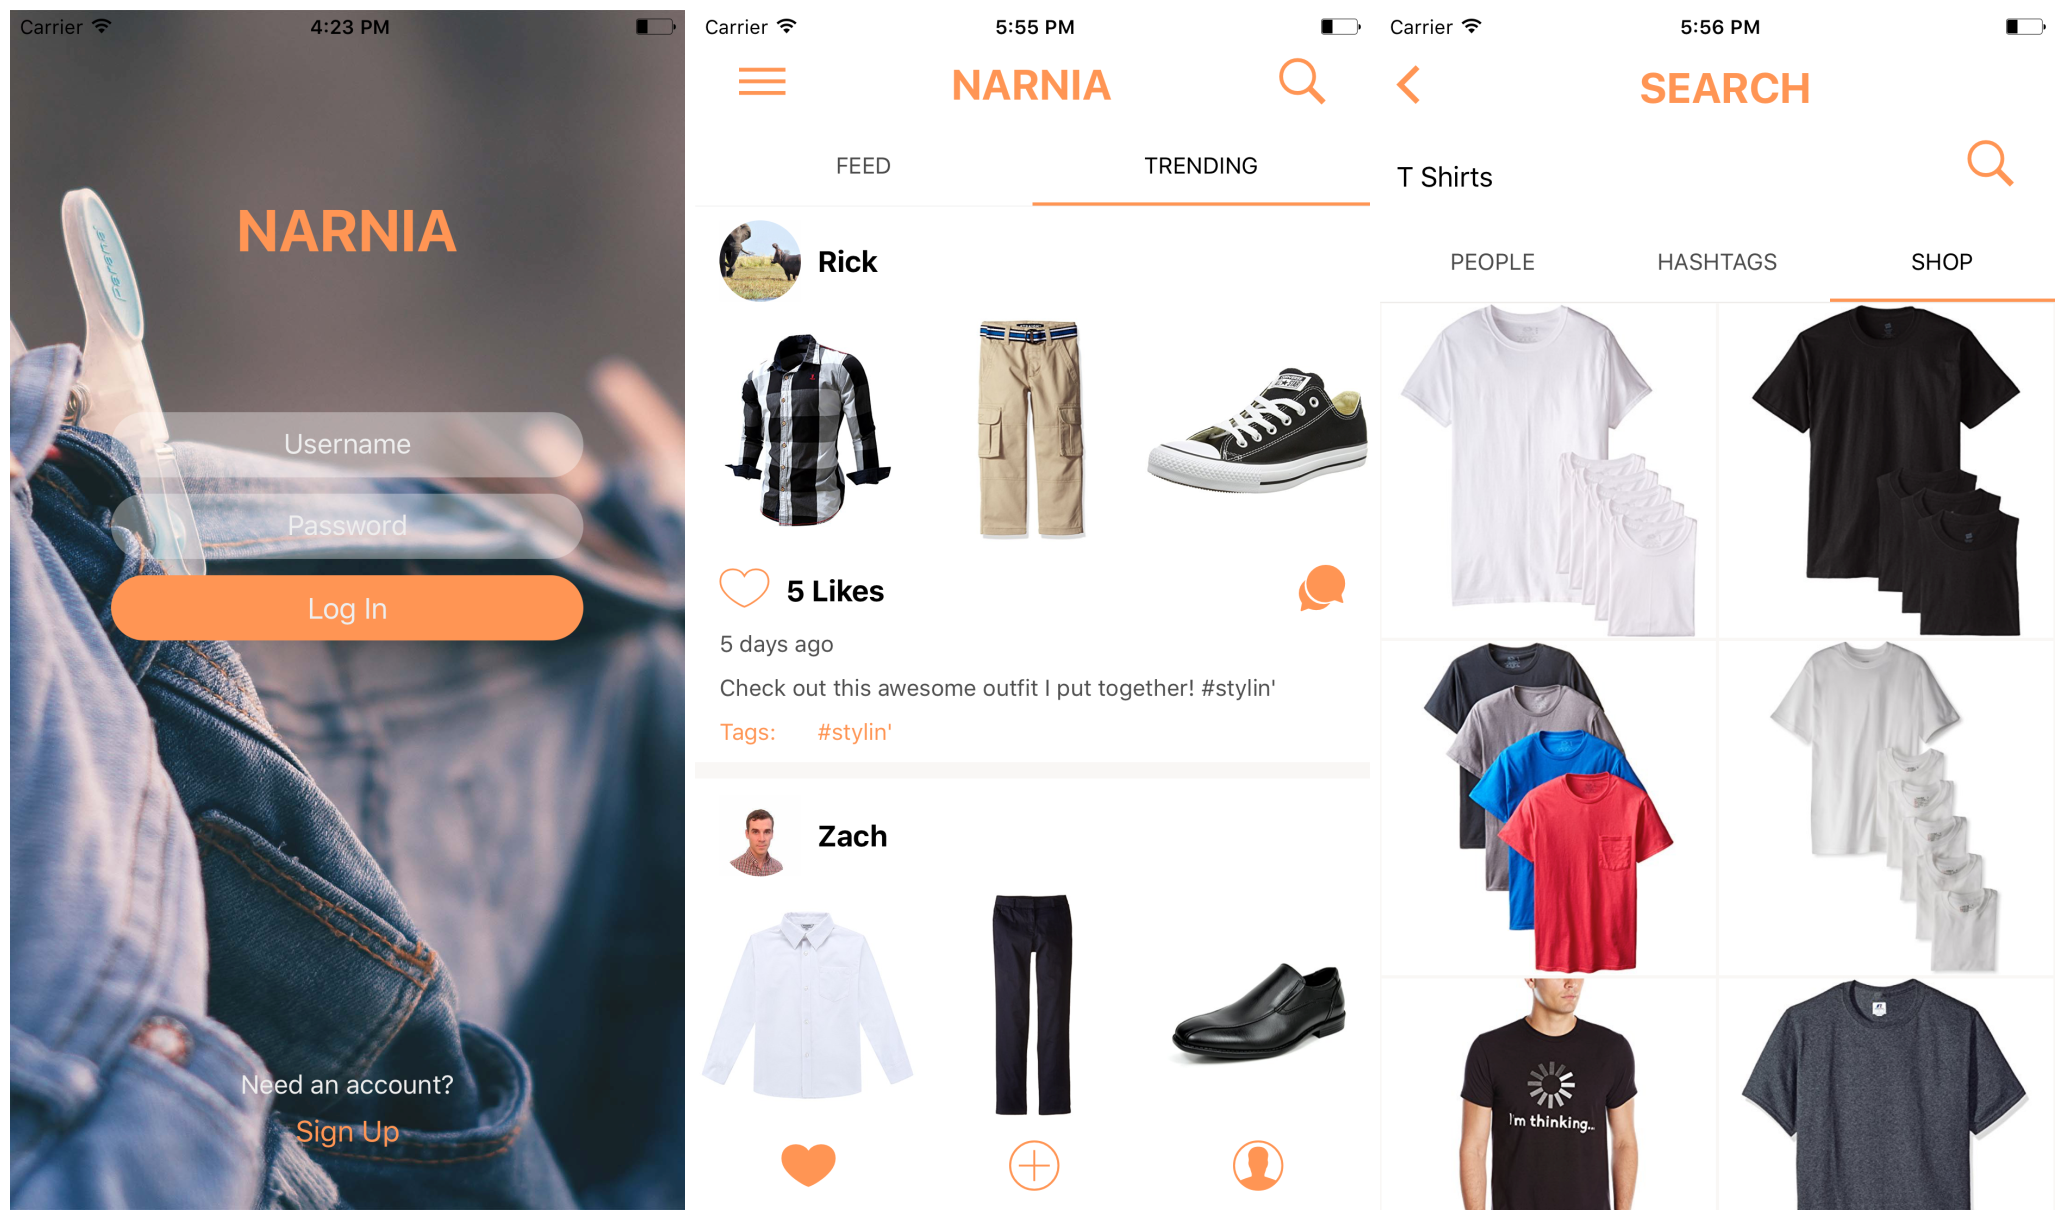 Carrier 4:23 PM
NARNIA
Username
Password
Log In
Need an account?
Sign Up
Carrier 5:55 PM
NARNIA
FEED TRENDING
Rick
5 Likes
5 days ago
Check out this awesome outfit I put together! #stylin'
Tags: #stylin'
Zach
Carrier 5:56 PM
SEARCH
T Shirts
PEOPLE HASHTAGS SHOP
I'm thinking...